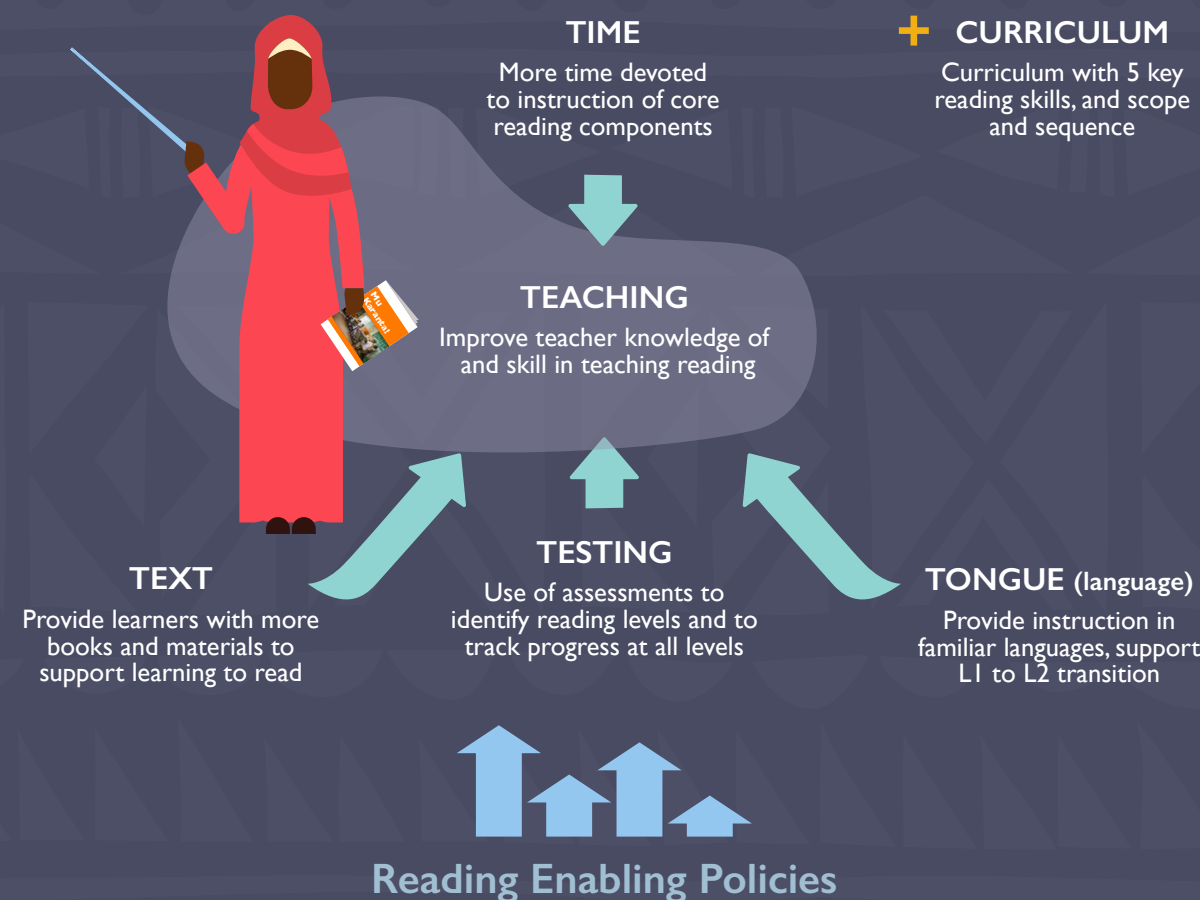 TIME
More time devoted
to instruction of core
reading components
+ CURRICULUM
Curriculum with 5 key
reading skills, and scope
and sequence
TEACHING
Improve teacher knowledge of
and skill in teaching reading
Mu
Karanta!
TEXT
Provide learners with more
books and materials to
support learning to read
TESTING
Use of assessments to
identify reading levels and to
track progress at all levels
TONGUE (language)
Provide instruction in
familiar languages, support
L1 to L2 transition
Reading Enabling Policies